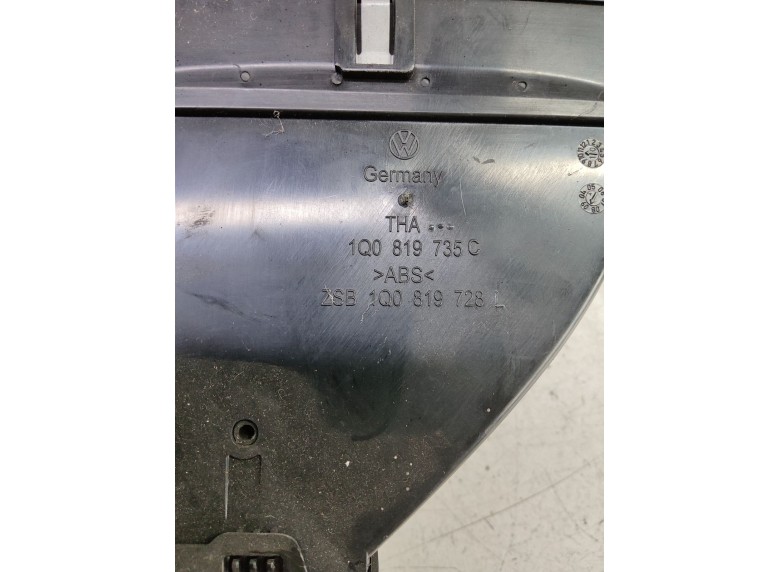 Germany
THA
1Q0 819 735 C
>ABS<
ZSB 1Q0 819 728 L